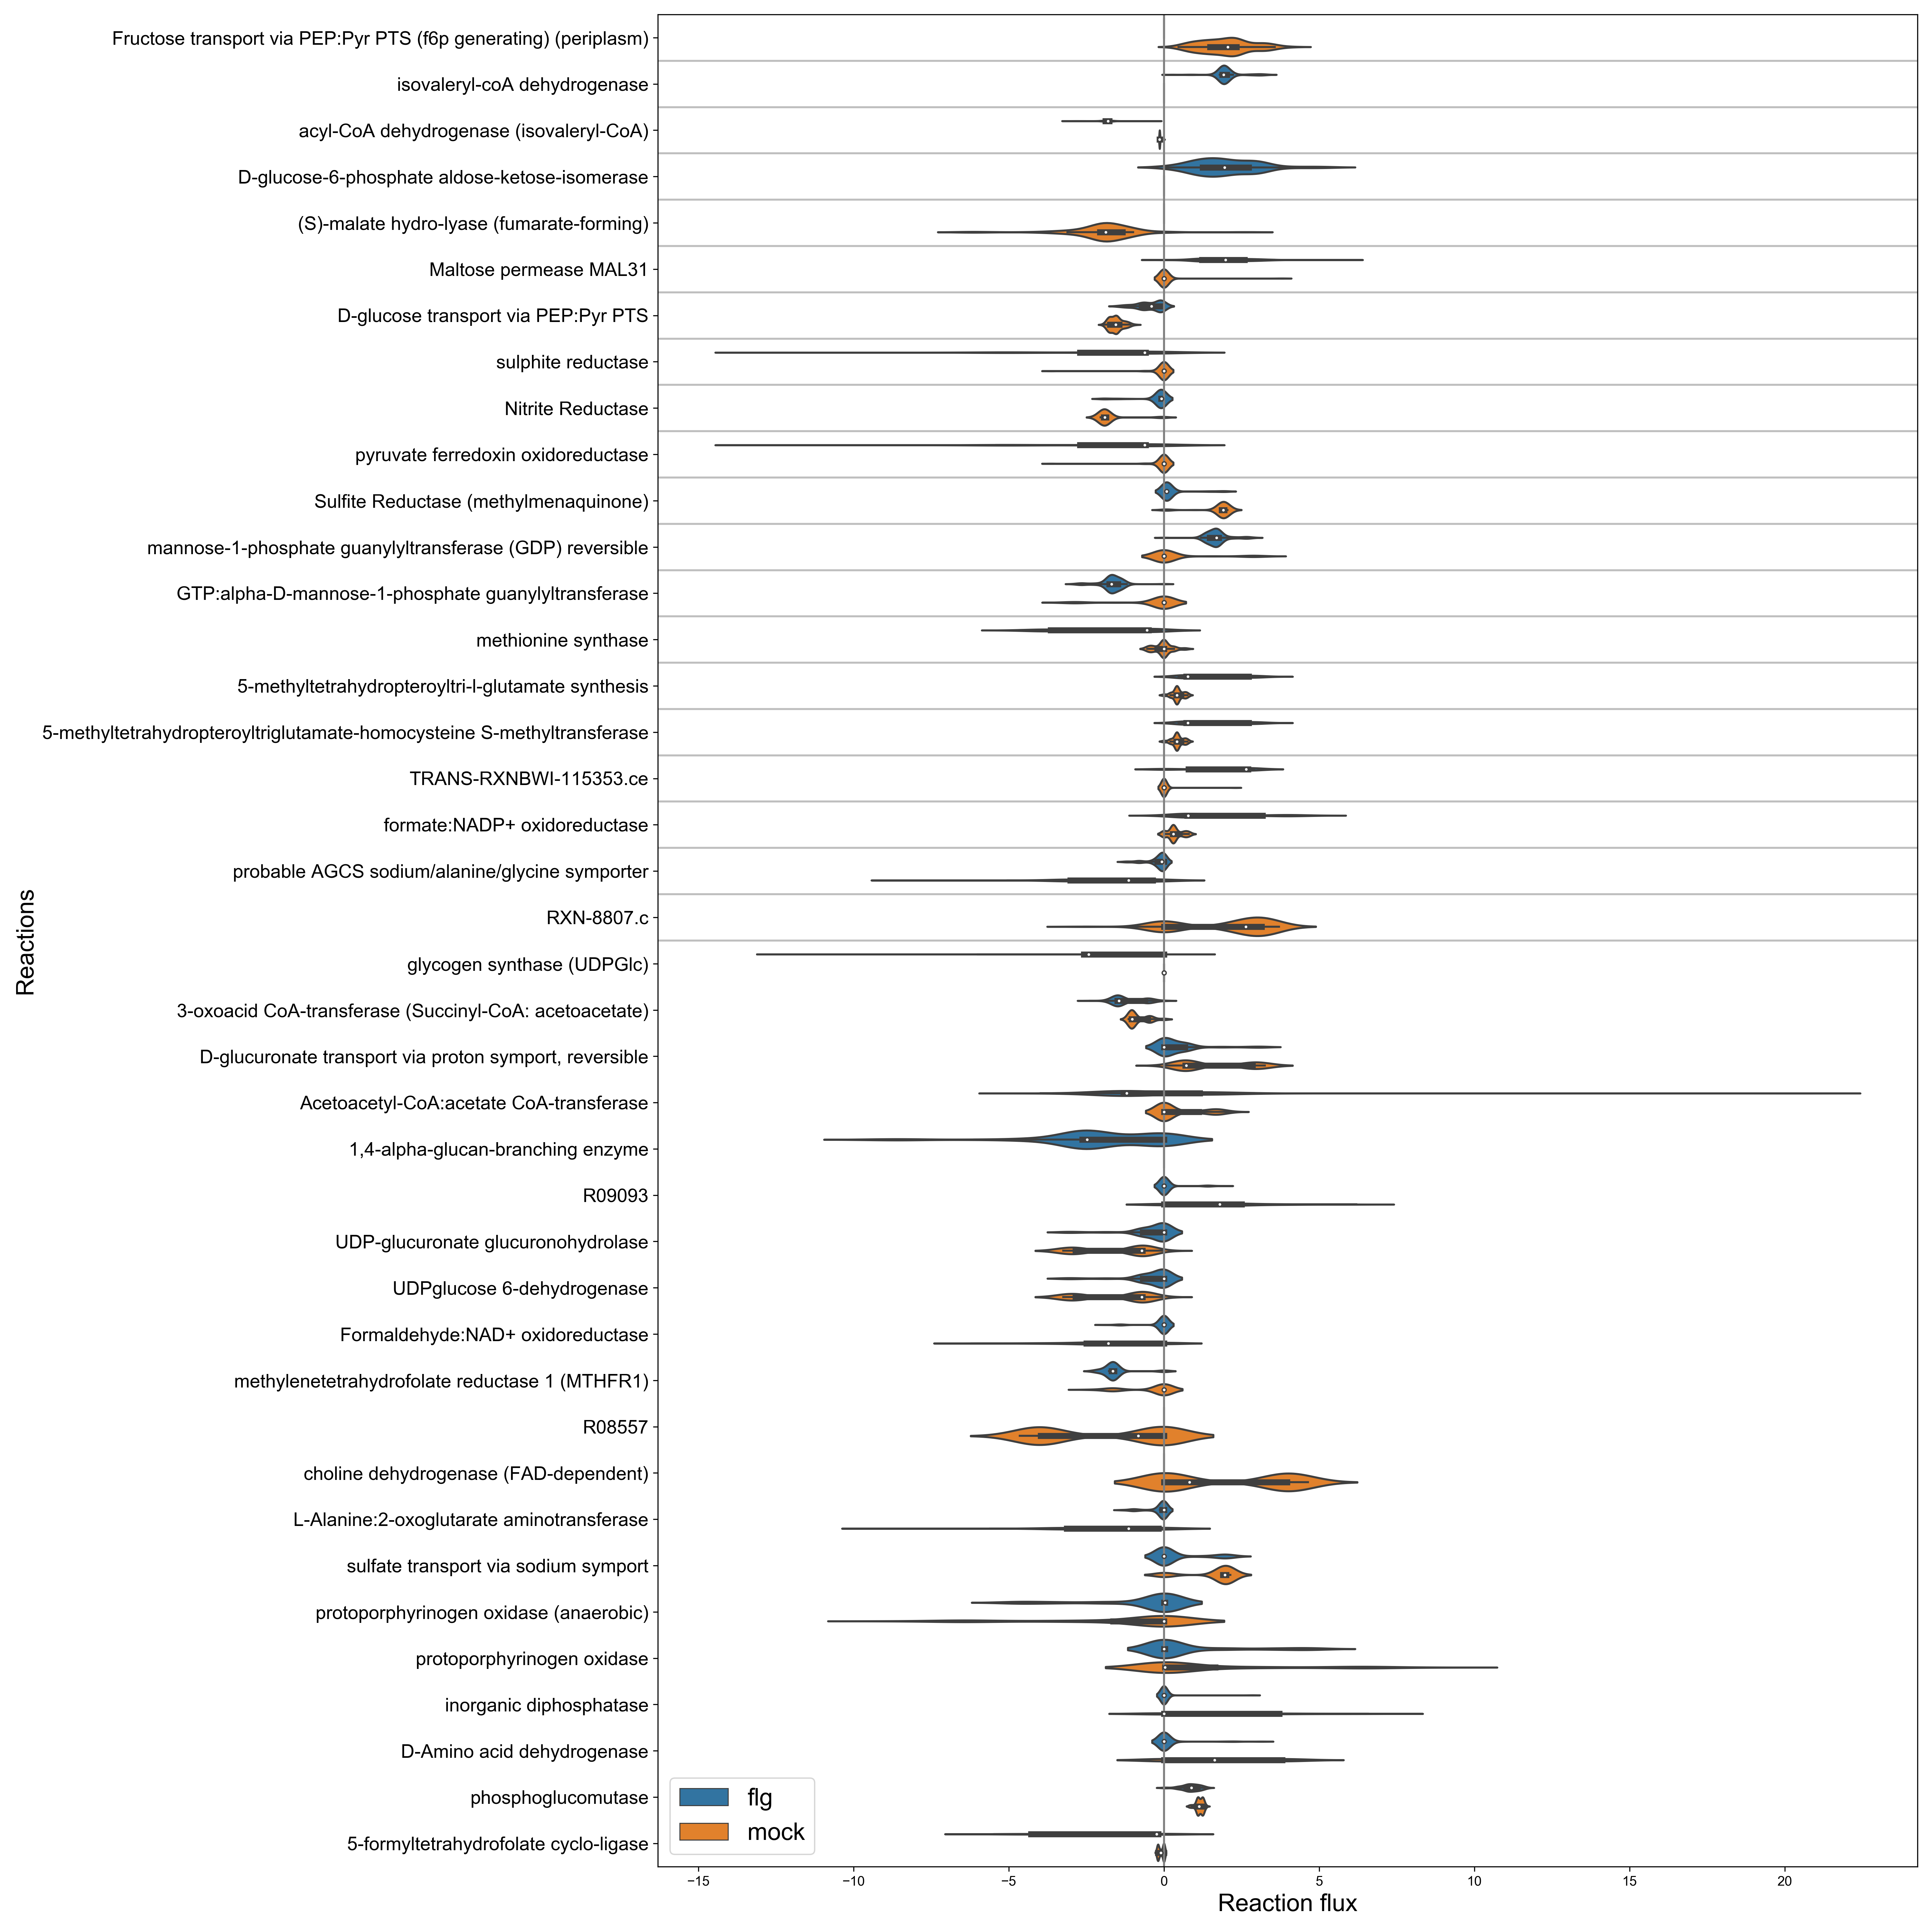 Fructose transport via PEP:Pyr PTS (f6p generating) (periplasm)
isovaleryl-coA dehydrogenase
acyl-CoA dehydrogenase (isovaleryl-CoA)
D-glucose-6-phosphate aldose-ketose-isomerase
(S)-malate hydro-lyase (fumarate-forming)
Maltose permease MAL31
D-glucose transport via PEP:Pyr PTS
sulphite reductase
Nitrite Reductase
pyruvate ferredoxin oxidoreductase
Sulfite Reductase (methylmenaquinone)
mannose-1-phosphate guanylyltransferase (GDP) reversible
GTP:alpha-D-mannose-1-phosphate guanylyltransferase
methionine synthase
5-methyltetrahydropteroyltri-l-glutamate synthesis
5-methyltetrahydropteroyltriglutamate-homocysteine S-methyltransferase
TRANS-RXNBWI-115353.ce
formate:NADP+ oxidoreductase
probable AGCS sodium/alanine/glycine symporter
RXN-8807.c
glycogen synthase (UDPGlc)
3-oxoacid CoA-transferase (Succinyl-CoA: acetoacetate)
D-glucuronate transport via proton symport, reversible
Acetoacetyl-CoA:acetate CoA-transferase
1,4-alpha-glucan-branching enzyme
R09093
UDP-glucuronate glucuronohydrolase
UDPglucose 6-dehydrogenase
Formaldehyde:NAD+ oxidoreductase
methylenetetrahydrofolate reductase 1 (MTHFR1)
R08557
choline dehydrogenase (FAD-dependent)
L-Alanine:2-oxoglutarate aminotransferase
sulfate transport via sodium symport
protoporphyrinogen oxidase (anaerobic)
protoporphyrinogen oxidase
inorganic diphosphatase
D-Amino acid dehydrogenase
phosphoglucomutase
5-formyltetrahydrofolate cyclo-ligase
Reactions
flg
mock
−15 −10 −5 0 5 10 15 20
Reaction flux